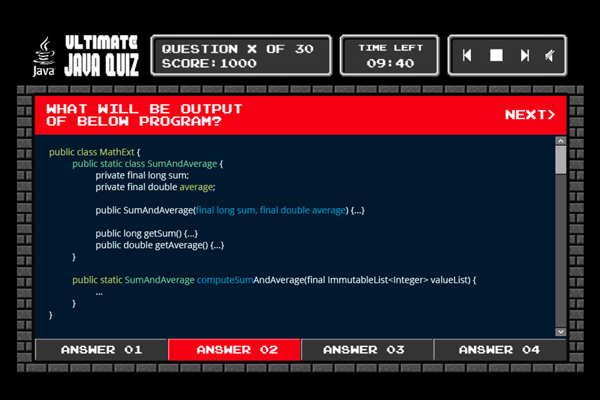 ULTIMATE
JAVA QUIZ
Java
QUESTION X OF 30
SCORE:1000
TIME LEFT
09:40
WHAT WILL BE OUTPUT
OF BELOW PROGRAM?
NEXT>
public class MathExt {
public static class SumAndAverage {
private final long sum;
private final double average;
public SumAndAverage(final long sum, final double average) {...}
public long getSum() {...}
public double getAverage() {...}
}
public static SumAndAverage computeSumAndAverage(final ImmutableList<Integer> valueList) {
...
}
}
ANSWER 01
ANSWER 02
ANSWER 03
ANSWER 04